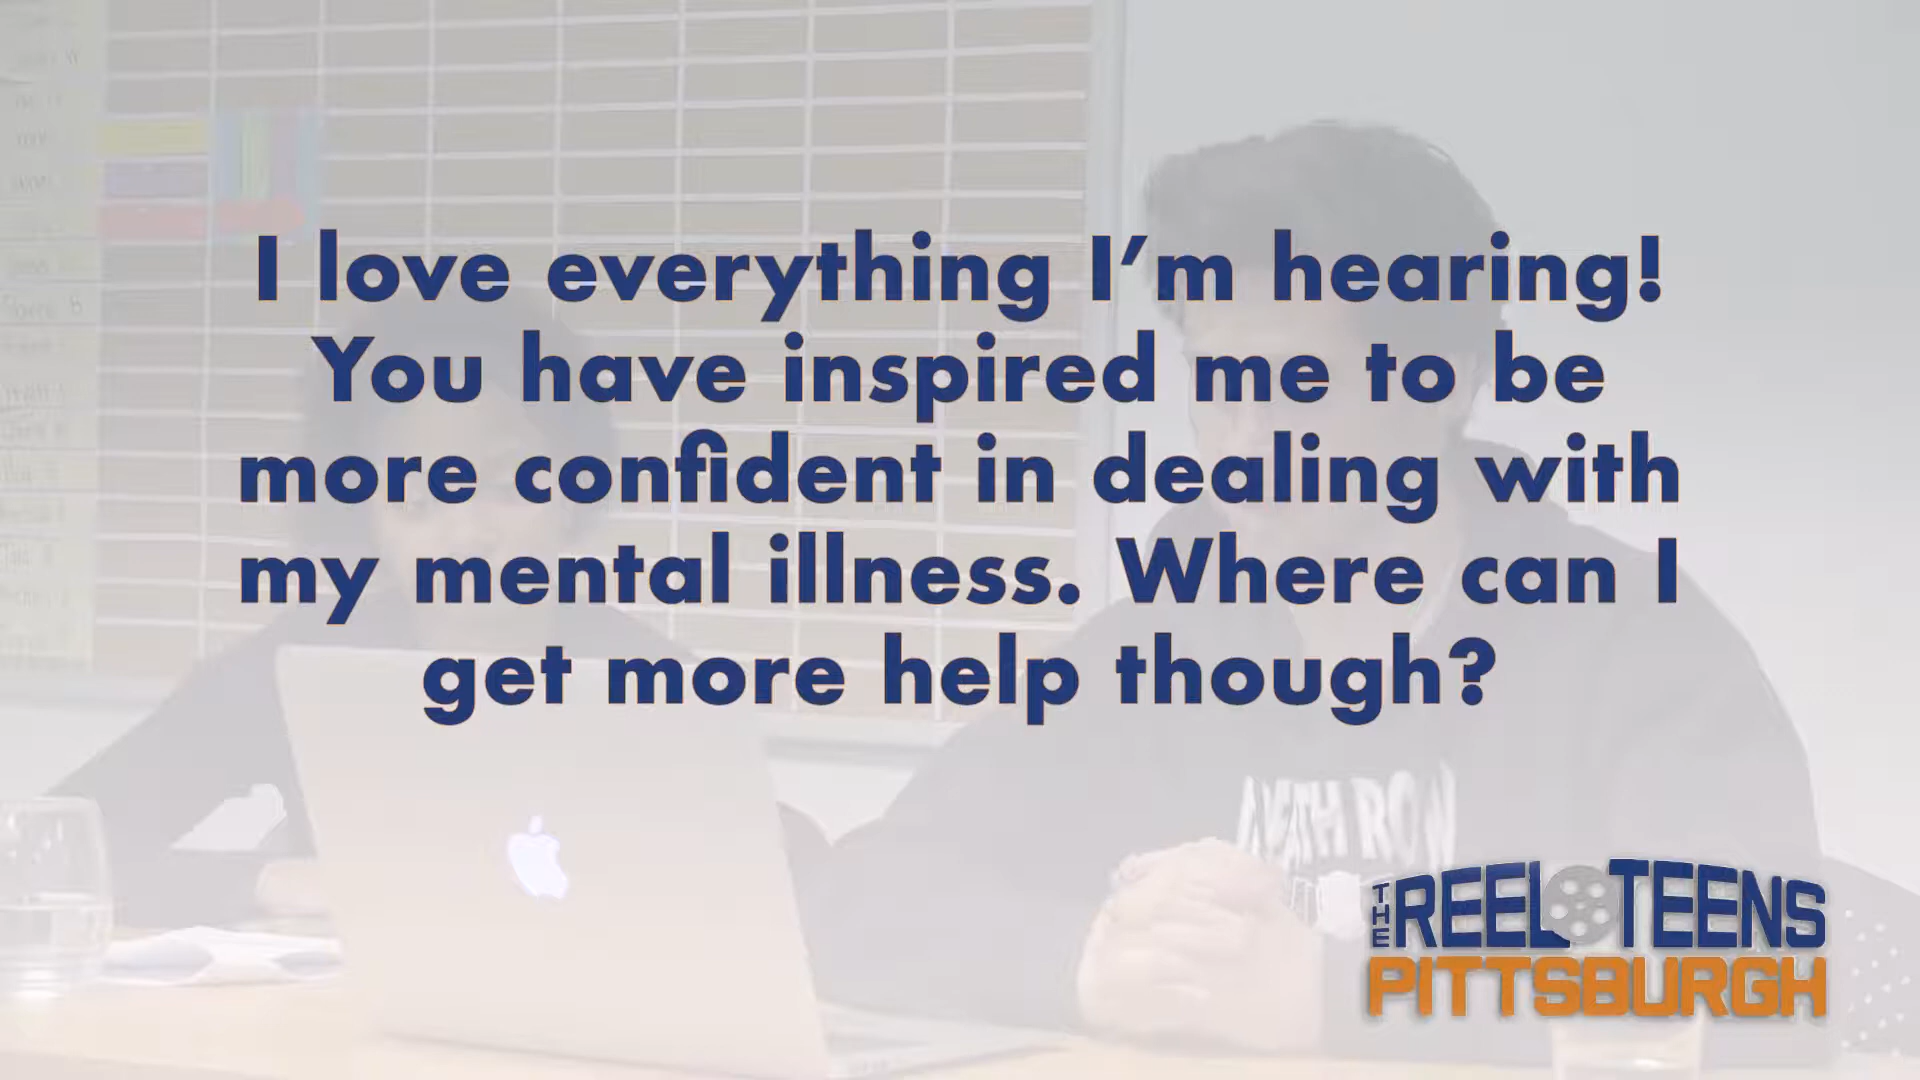 I love everything I’m hearing!
You have inspired me to be
more confident in dealing with
my mental illness. Where can I
get more help though?
THE REEL TEENS
PITTSBURGH